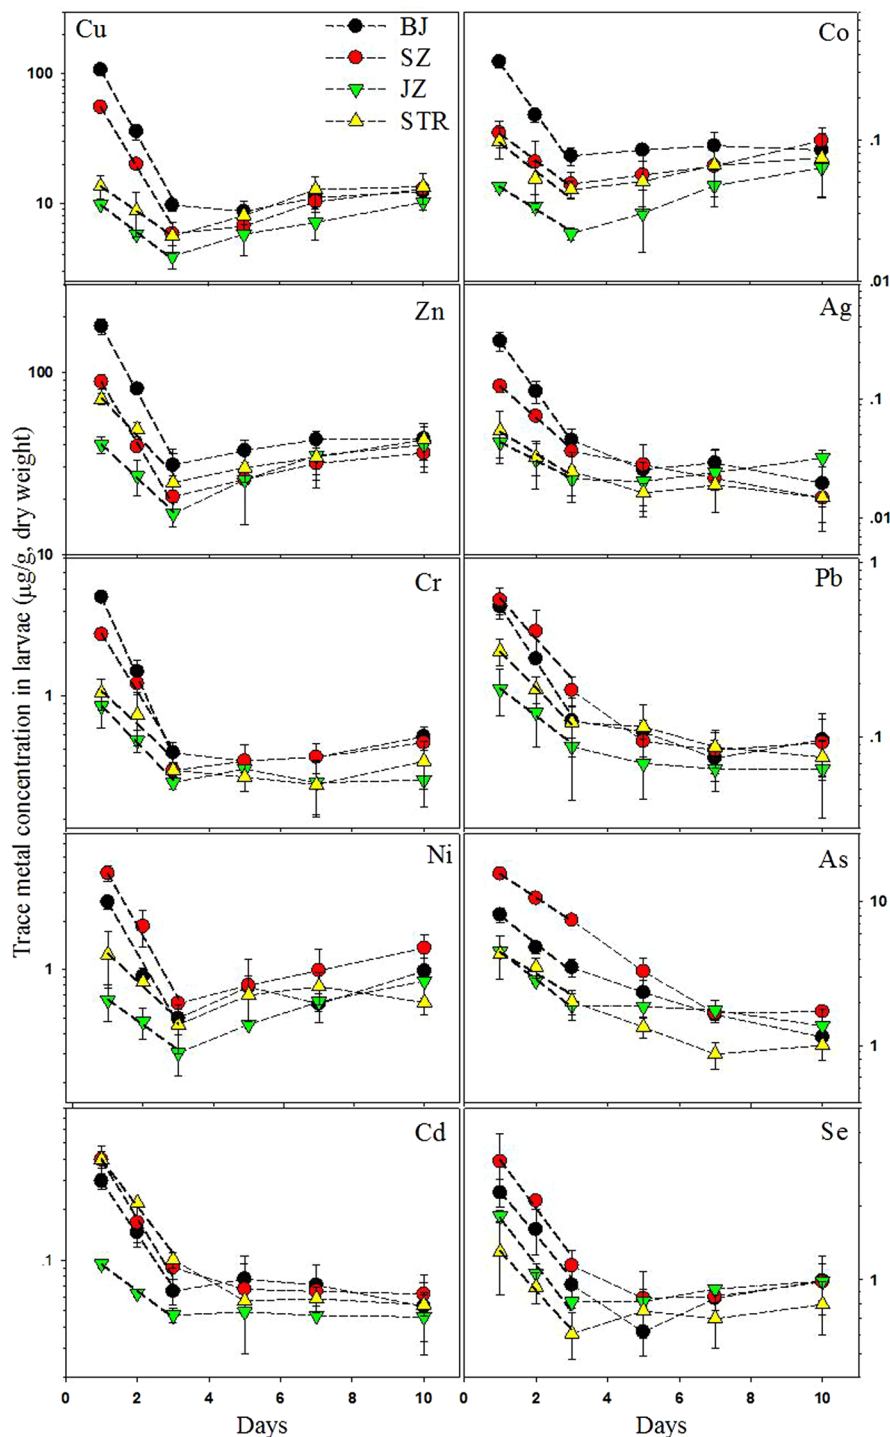 Cu
BJ
SZ
JZ
STR
100
10
Co
.1
.01
Zn
100
10
Ag
.1
.01
Cr
1
Pb
1
.1
Ni
1
As
10
1
Cd
.1
Se
1
0 2 4 6 8 10
0 2 4 6 8 10
Days
Days
Trace metal concentration in larvae (µg/g, dry weight)